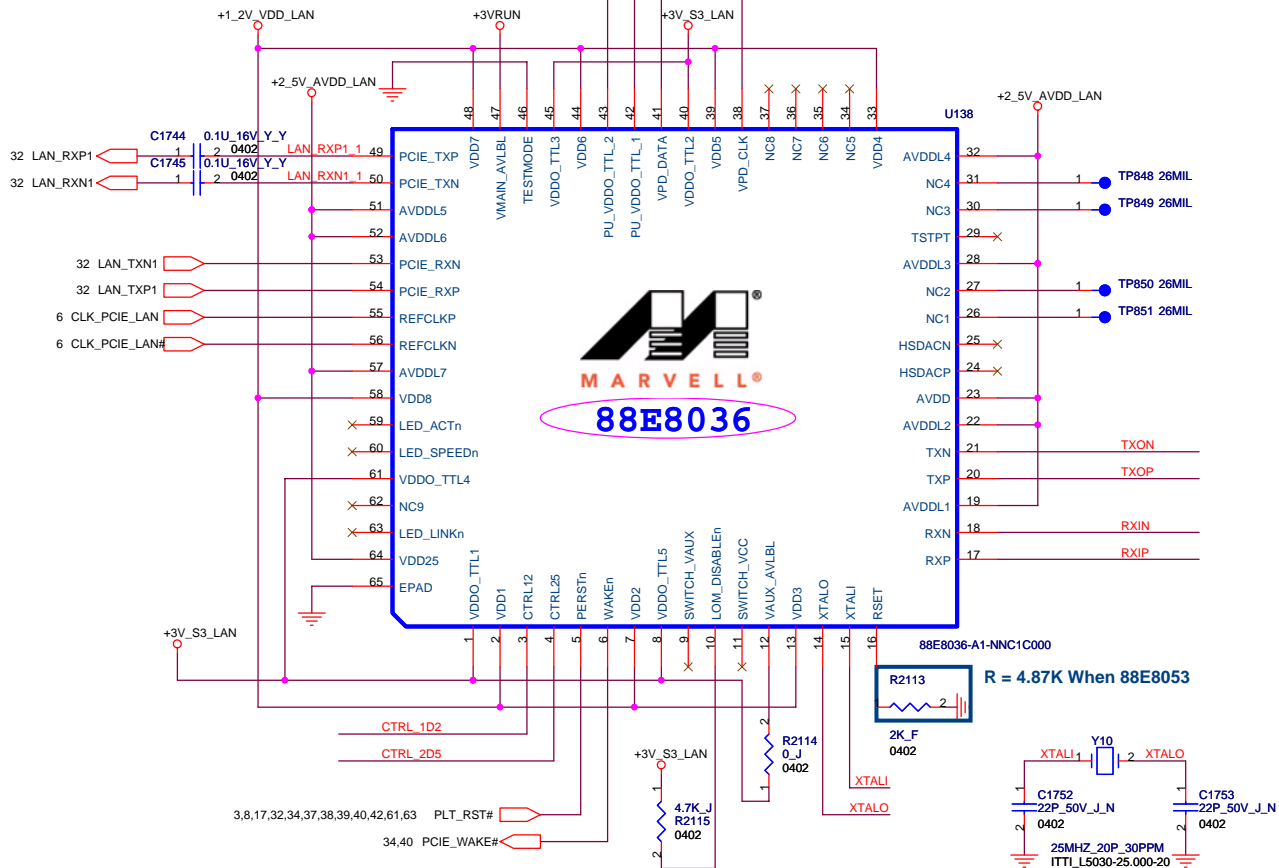 +1_2V_VDD_LAN
+3VRUN
+3V_S3_LAN
+2_5V_AVDD_LAN
+2_5V_AVDD_LAN
48 47 46 45 44 43 42 41 40 39 38 37 36 35 34 33
U138
VDD7
VMAIN_AVLBL
TESTMODE
VDDO_TTL3
VDD6
PU_VDDO_TTL_2
PU_VDDO_TTL_1
VPD_DATA
VDDO_TTL2
VDD5
VPD_CLK
NC8
NC7
NC6
NC5
VDD4
C1744 0.1U_16V_Y_Y
32 LAN_RXP1 1 2 0402 LAN_RXP1_1 49 PCIE_TXP
C1745 0.1U_16V_Y_Y
32 LAN_RXN1 1 2 0402 LAN_RXN1_1 50 PCIE_TXN
51 AVDDL5
52 AVDDL6
32 LAN_TXN1 53 PCIE_RXN
32 LAN_TXP1 54 PCIE_RXP
6 CLK_PCIE_LAN 55 REFCLKP
6 CLK_PCIE_LAN# 56 REFCLKN
57 AVDDL7
58 VDD8
59 LED_ACTn
60 LED_SPEEDn
61 VDDO_TTL4
62 NC9
63 LED_LINKn
64 VDD25
65 EPAD
AVDDL4 32
NC4 31 1 TP848 26MIL
NC3 30 1 TP849 26MIL
TSTPT 29
AVDDL3 28
NC2 27 1 TP850 26MIL
NC1 26 1 TP851 26MIL
HSDACN 25
HSDACP 24
AVDD 23
AVDDL2 22
TXN 21 TXON
TXP 20 TXOP
AVDDL1 19
RXN 18 RXIN
RXP 17 RXIP
®
MARVELL®
88E8036
VDDO_TTL1
VDD1
CTRL12
CTRL25
PERSTn
WAKEn
VDD2
VDDO_TTL5
SWITCH_VAUX
LOM_DISABLEn
SWITCH_VCC
VAUX_AVLBL
VDD3
XTALO
XTALI
RSET
1 2 3 4 5 6 7 8 9 10 11 12 13 14 15 16
88E8036-A1-NNC1C000
+3V_S3_LAN
R2113
1 2
2K_F
0402
R = 4.87K When 88E8053
CTRL_1D2
CTRL_2D5
2
R2114
0_J
0402
1
+3V_S3_LAN
1
4.7K_J
R2115
0402
2
XTALI
XTALO
3,8,17,32,34,37,38,39,40,42,61,63 PLT_RST#
34,40 PCIE_WAKE#
Y10
XTALI 1 2 XTALO
1
C1752
22P_50V_J_N
0402
2
1
C1753
22P_50V_J_N
0402
2
25MHZ_20P_30PPM
ITTI_L5030-25.000-20